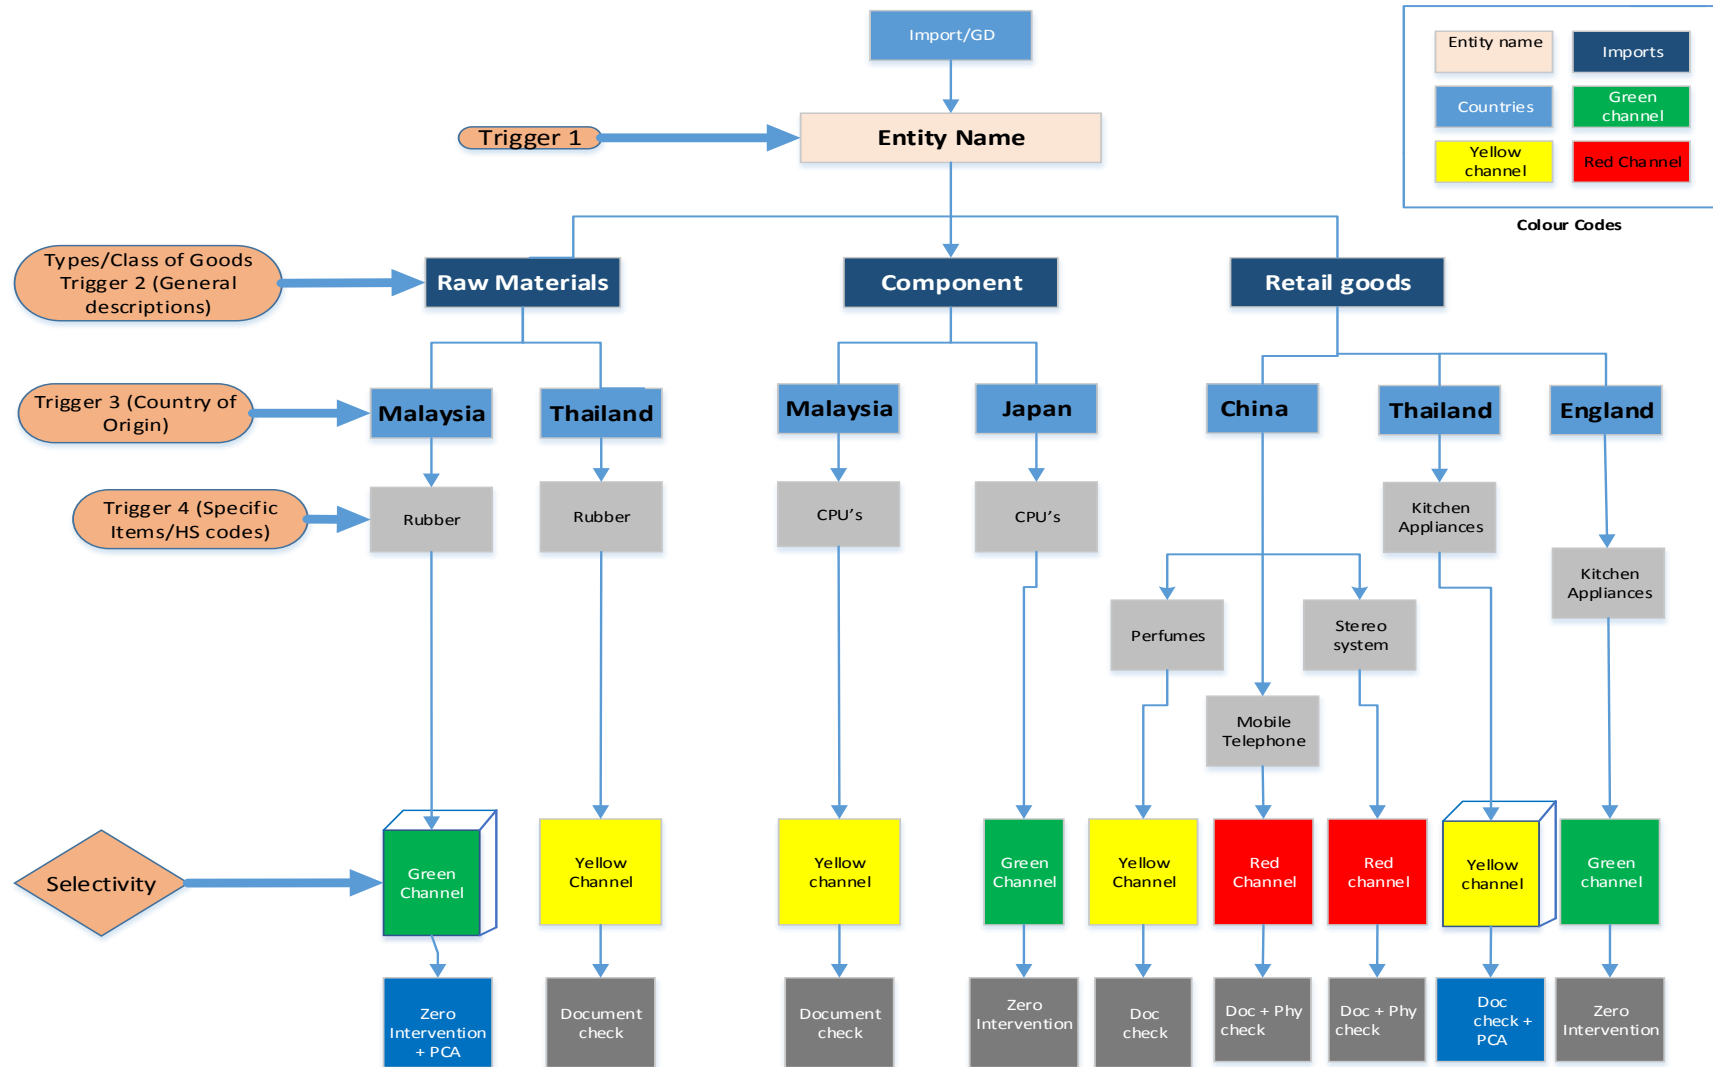 Import/GD
Entity name
Imports
Countries
Green
channel
Yellow
channel
Red Channel
Colour Codes
Trigger 1
Entity Name
Types/Class of Goods
Trigger 2 (General
descriptions)
Raw Materials
Component
Retail goods
Trigger 3 (Country of
Origin)
Malaysia
Thailand
Malaysia
Japan
China
Thailand
England
Trigger 4 (Specific
Items/HS codes)
Rubber
Rubber
CPU's
CPU's
Kitchen
Appliances
Kitchen
Appliances
Perfumes
Stereo
system
Mobile
Telephone
Selectivity
Green
Channel
Yellow
Channel
Yellow
channel
Green
Channel
Yellow
Channel
Red
Channel
Red
channel
Yellow
channel
Green
channel
Zero
Intervention
+ PCA
Document
check
Document
check
Zero
Intervention
Doc
check
Doc + Phy
check
Doc + Phy
check
Doc
check +
PCA
Zero
Intervention